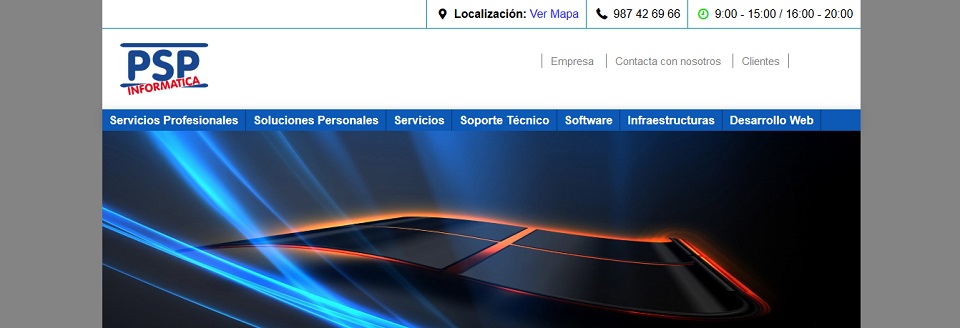 Localización: Ver Mapa 987 42 69 66 9:00 - 15:00 / 16:00 - 20:00
PSP
INFORMATICA
Empresa Contacta con nosotros Clientes
Servicios Profesionales Soluciones Personales Servicios Soporte Técnico Software Infraestructuras Desarrollo Web